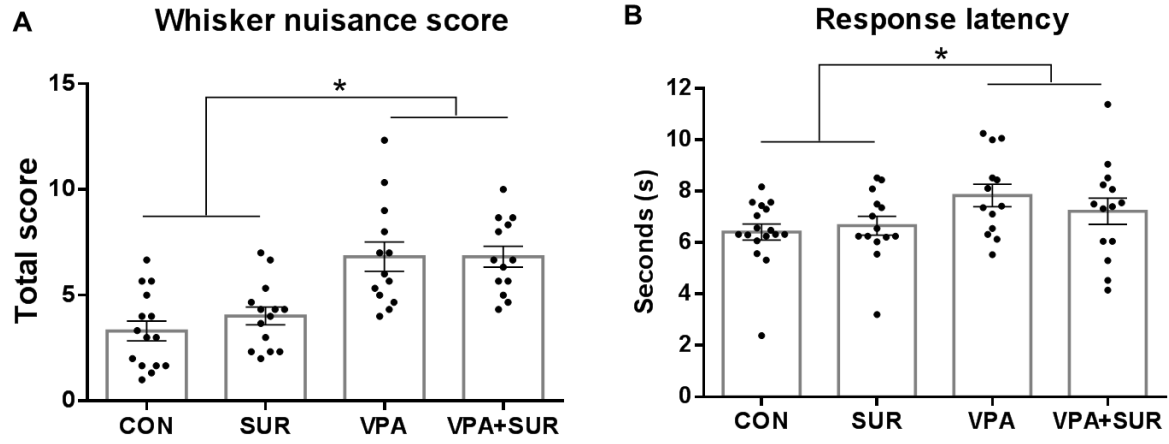 A
Whisker nuisance score
*
Total score
15
10
5
0
CON SUR VPA VPA+SUR
B
Response latency
*
Seconds (s)
12
10
8
6
4
2
0
CON SUR VPA VPA+SUR